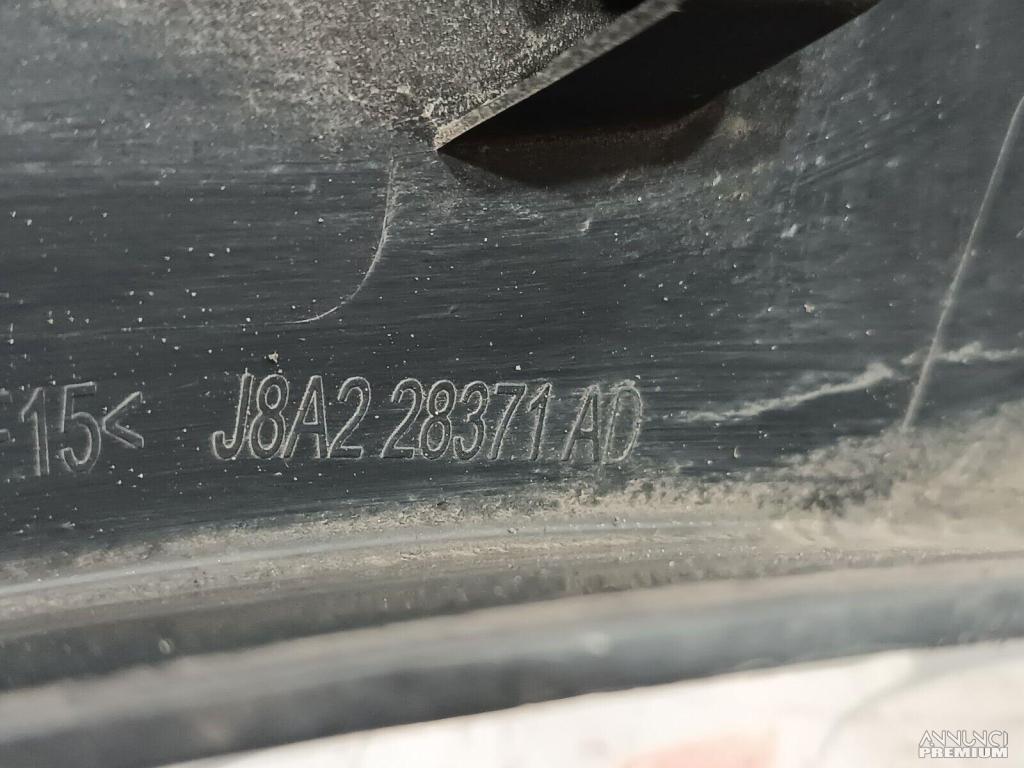 15< J8A2 28371 AD
ANNUNCI
PREMIUM